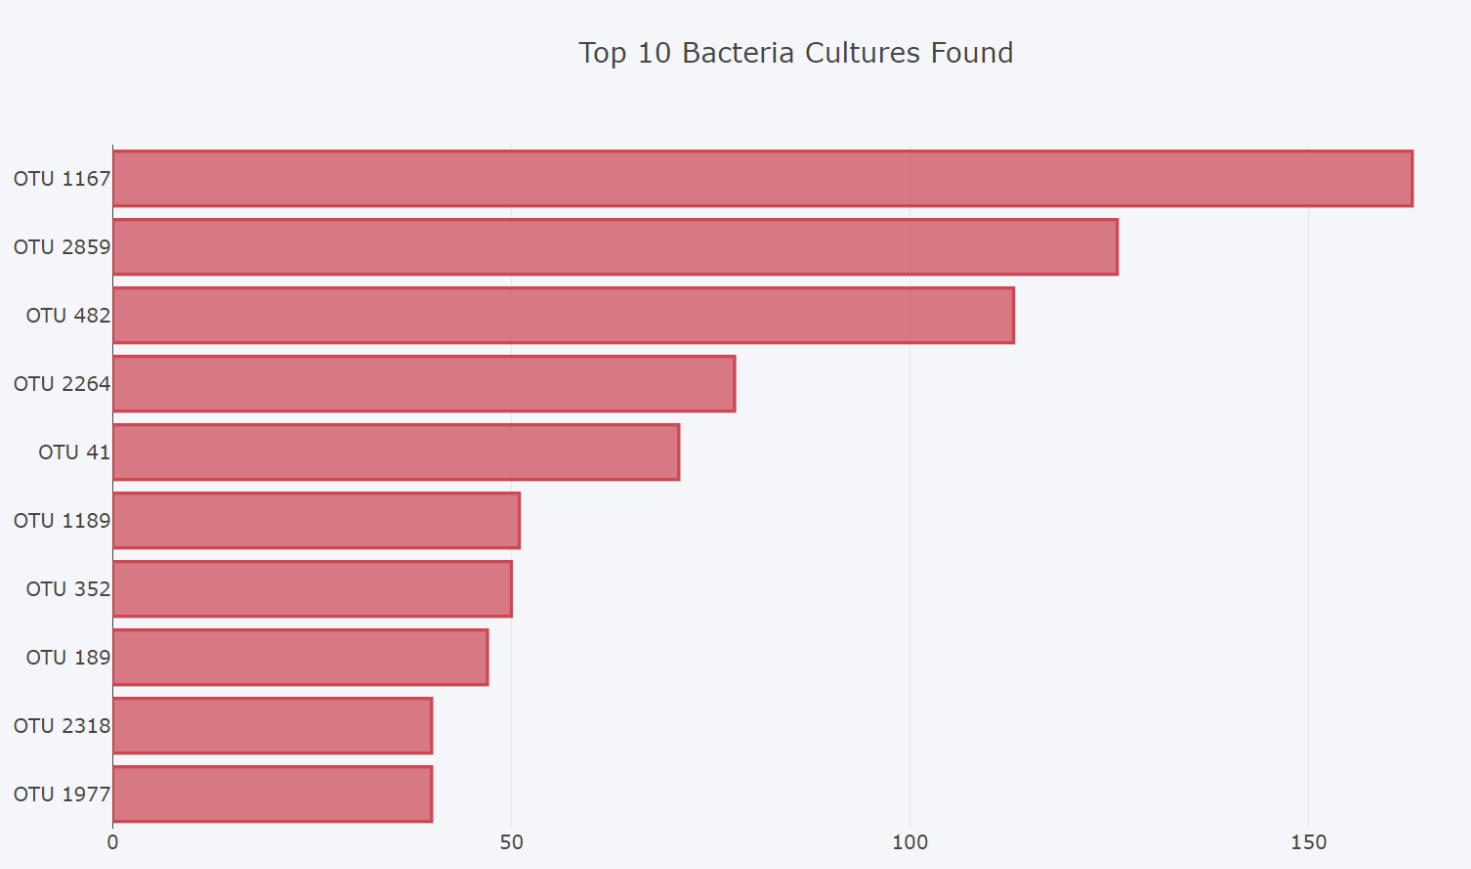 Top 10 Bacteria Cultures Found
OTU 1167
OTU 2859
OTU 482
OTU 2264
OTU 41
OTU 1189
OTU 352
OTU 189
OTU 2318
OTU 1977
0 50 100 150